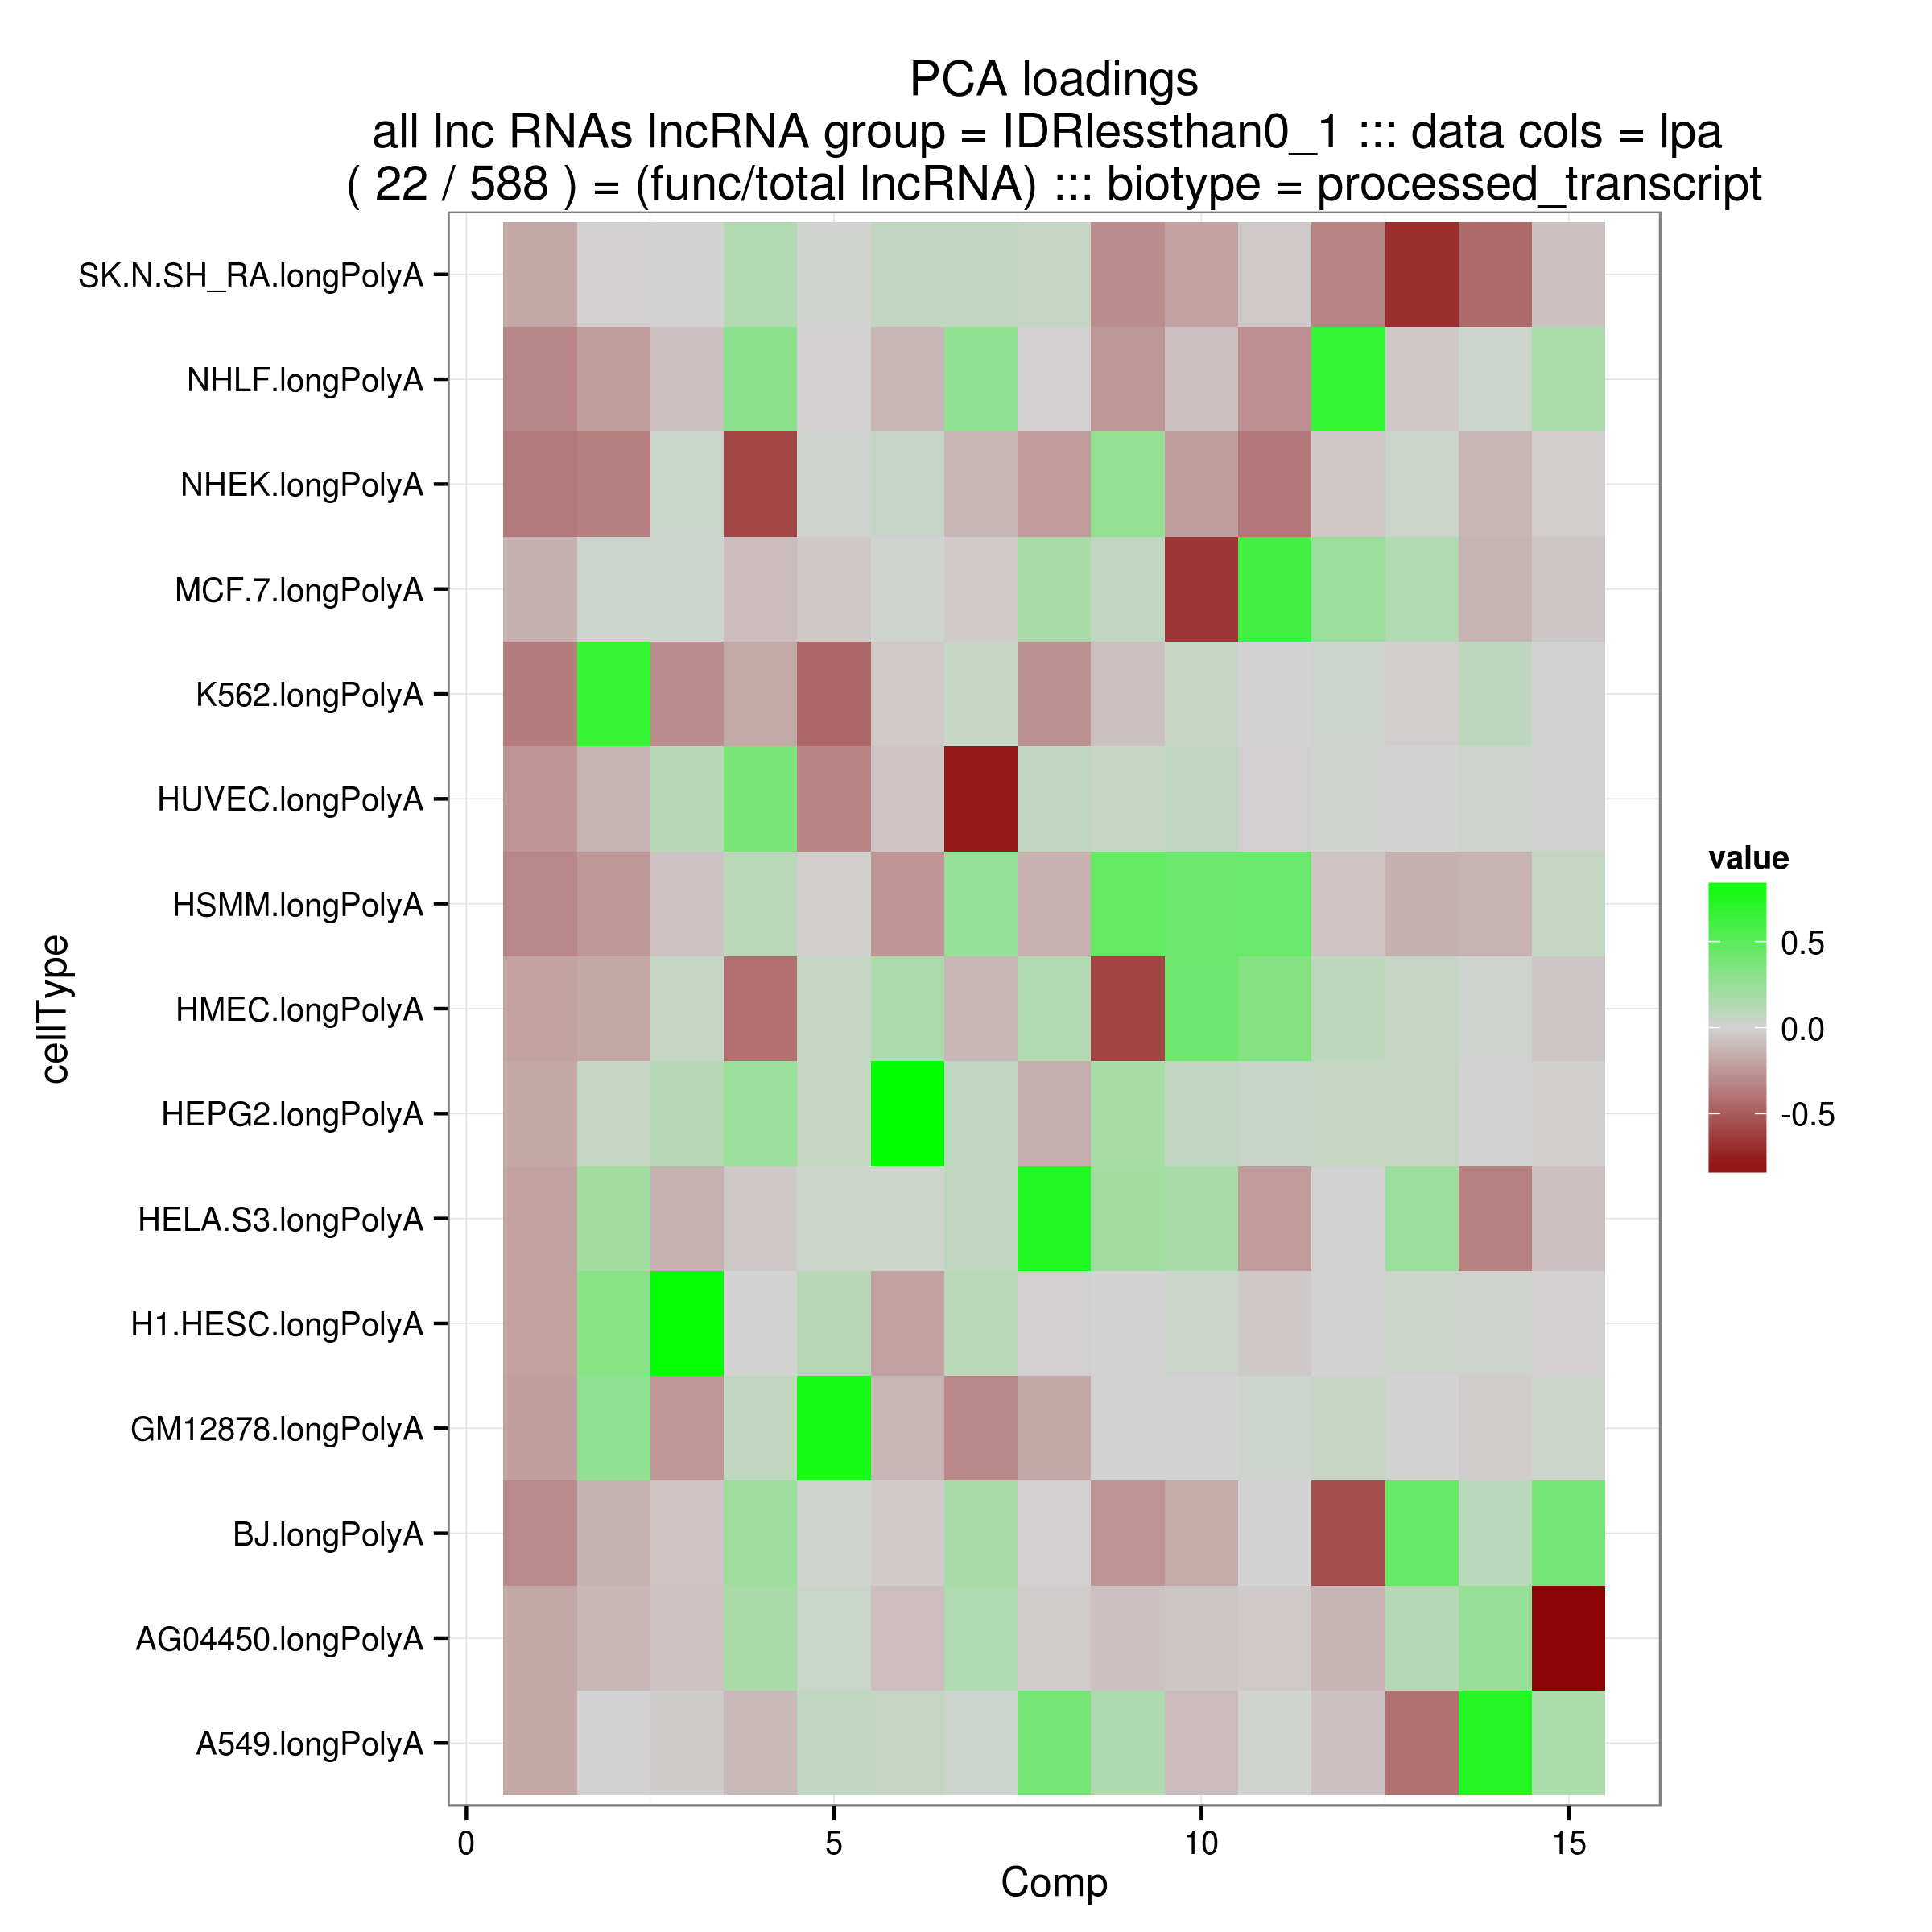 PCA loadings
all lnc RNAs lncRNA group = IDRlessthan0_1 ::: data cols = lpa
( 22 / 588 ) = (func/total lncRNA) ::: biotype = processed_transcript
cellType
SK.N.SH_RA.longPolyA
NHLF.longPolyA
NHEK.longPolyA
MCF.7.longPolyA
K562.longPolyA
HUVEC.longPolyA
HSMM.longPolyA
HMEC.longPolyA
HEPG2.longPolyA
HELA.S3.longPolyA
H1.HESC.longPolyA
GM12878.longPolyA
BJ.longPolyA
AG04450.longPolyA
A549.longPolyA
0 5 10 15
Comp
value
0.5
0.0
-0.5